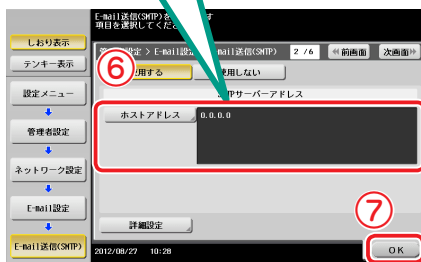 E-mail送信(SMTP)を
項目を選択してくだ
しおり表示
テンキー表示
設定メニュー
管理者設定
ネットワーク設定
E-mail設定
E-mail送信(SMTP)
設定 > E-mail設定
mail送信(SMTP)
2 /6
前画面
次画面
⑥
用する
使用しない
サーバーアドレス
ホストアドレス
0.0.0.0
詳細設定
⑦
2012/08/27 10:28
OK